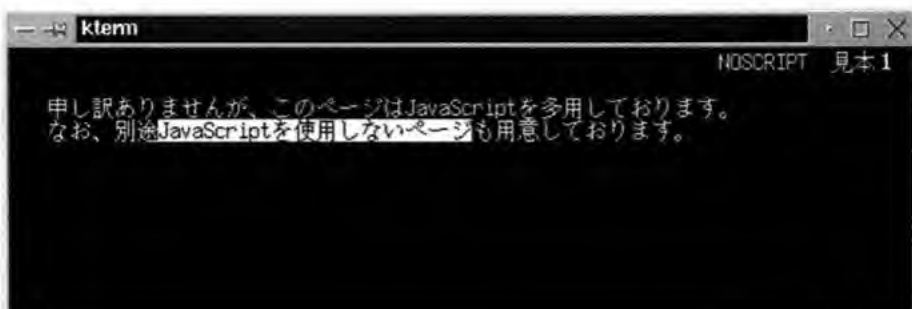 kterm
NOSCRIPT 見本1
申し訳ありませんが、このページはJavaScriptを多用しております。
なお、別途JavaScriptを使用しないページも用意しております。